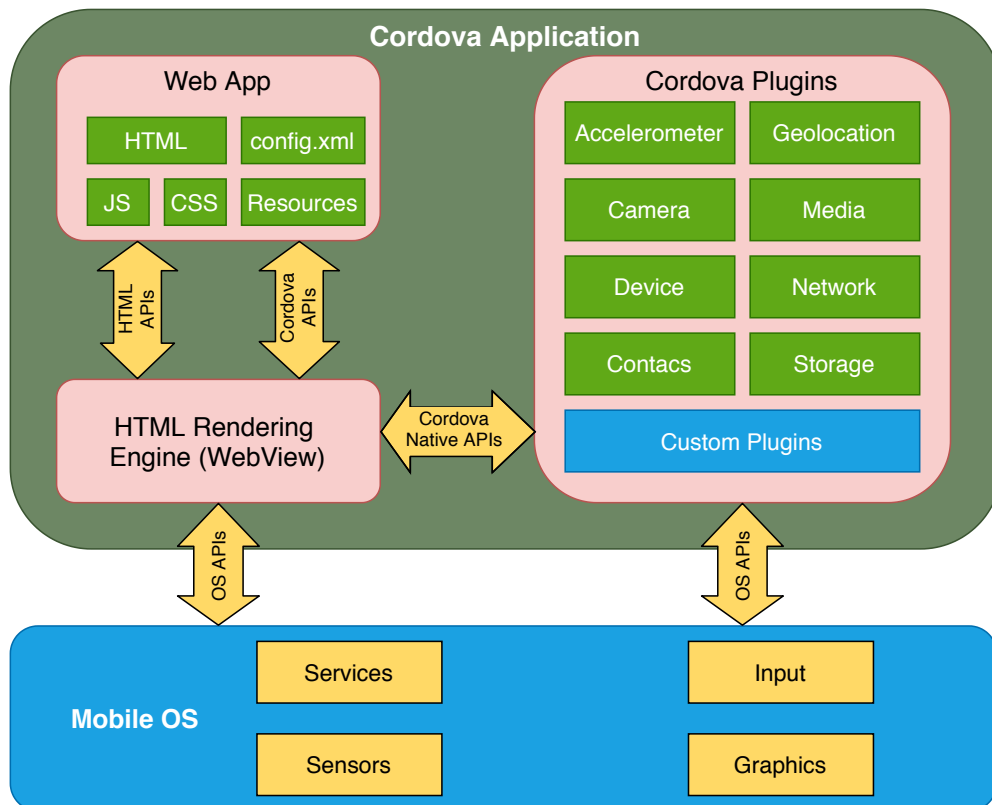 Cordova Application
Web App
HTML
config.xml
JS
CSS
Resources
HTML
APIs
Cordova
APIs
HTML Rendering
Engine (WebView)
Cordova
Native APIs
Cordova Plugins
Accelerometer
Geolocation
Camera
Media
Device
Network
Contacs
Storage
Custom Plugins
OS APIs
OS APIs
Mobile OS
Services
Input
Sensors
Graphics